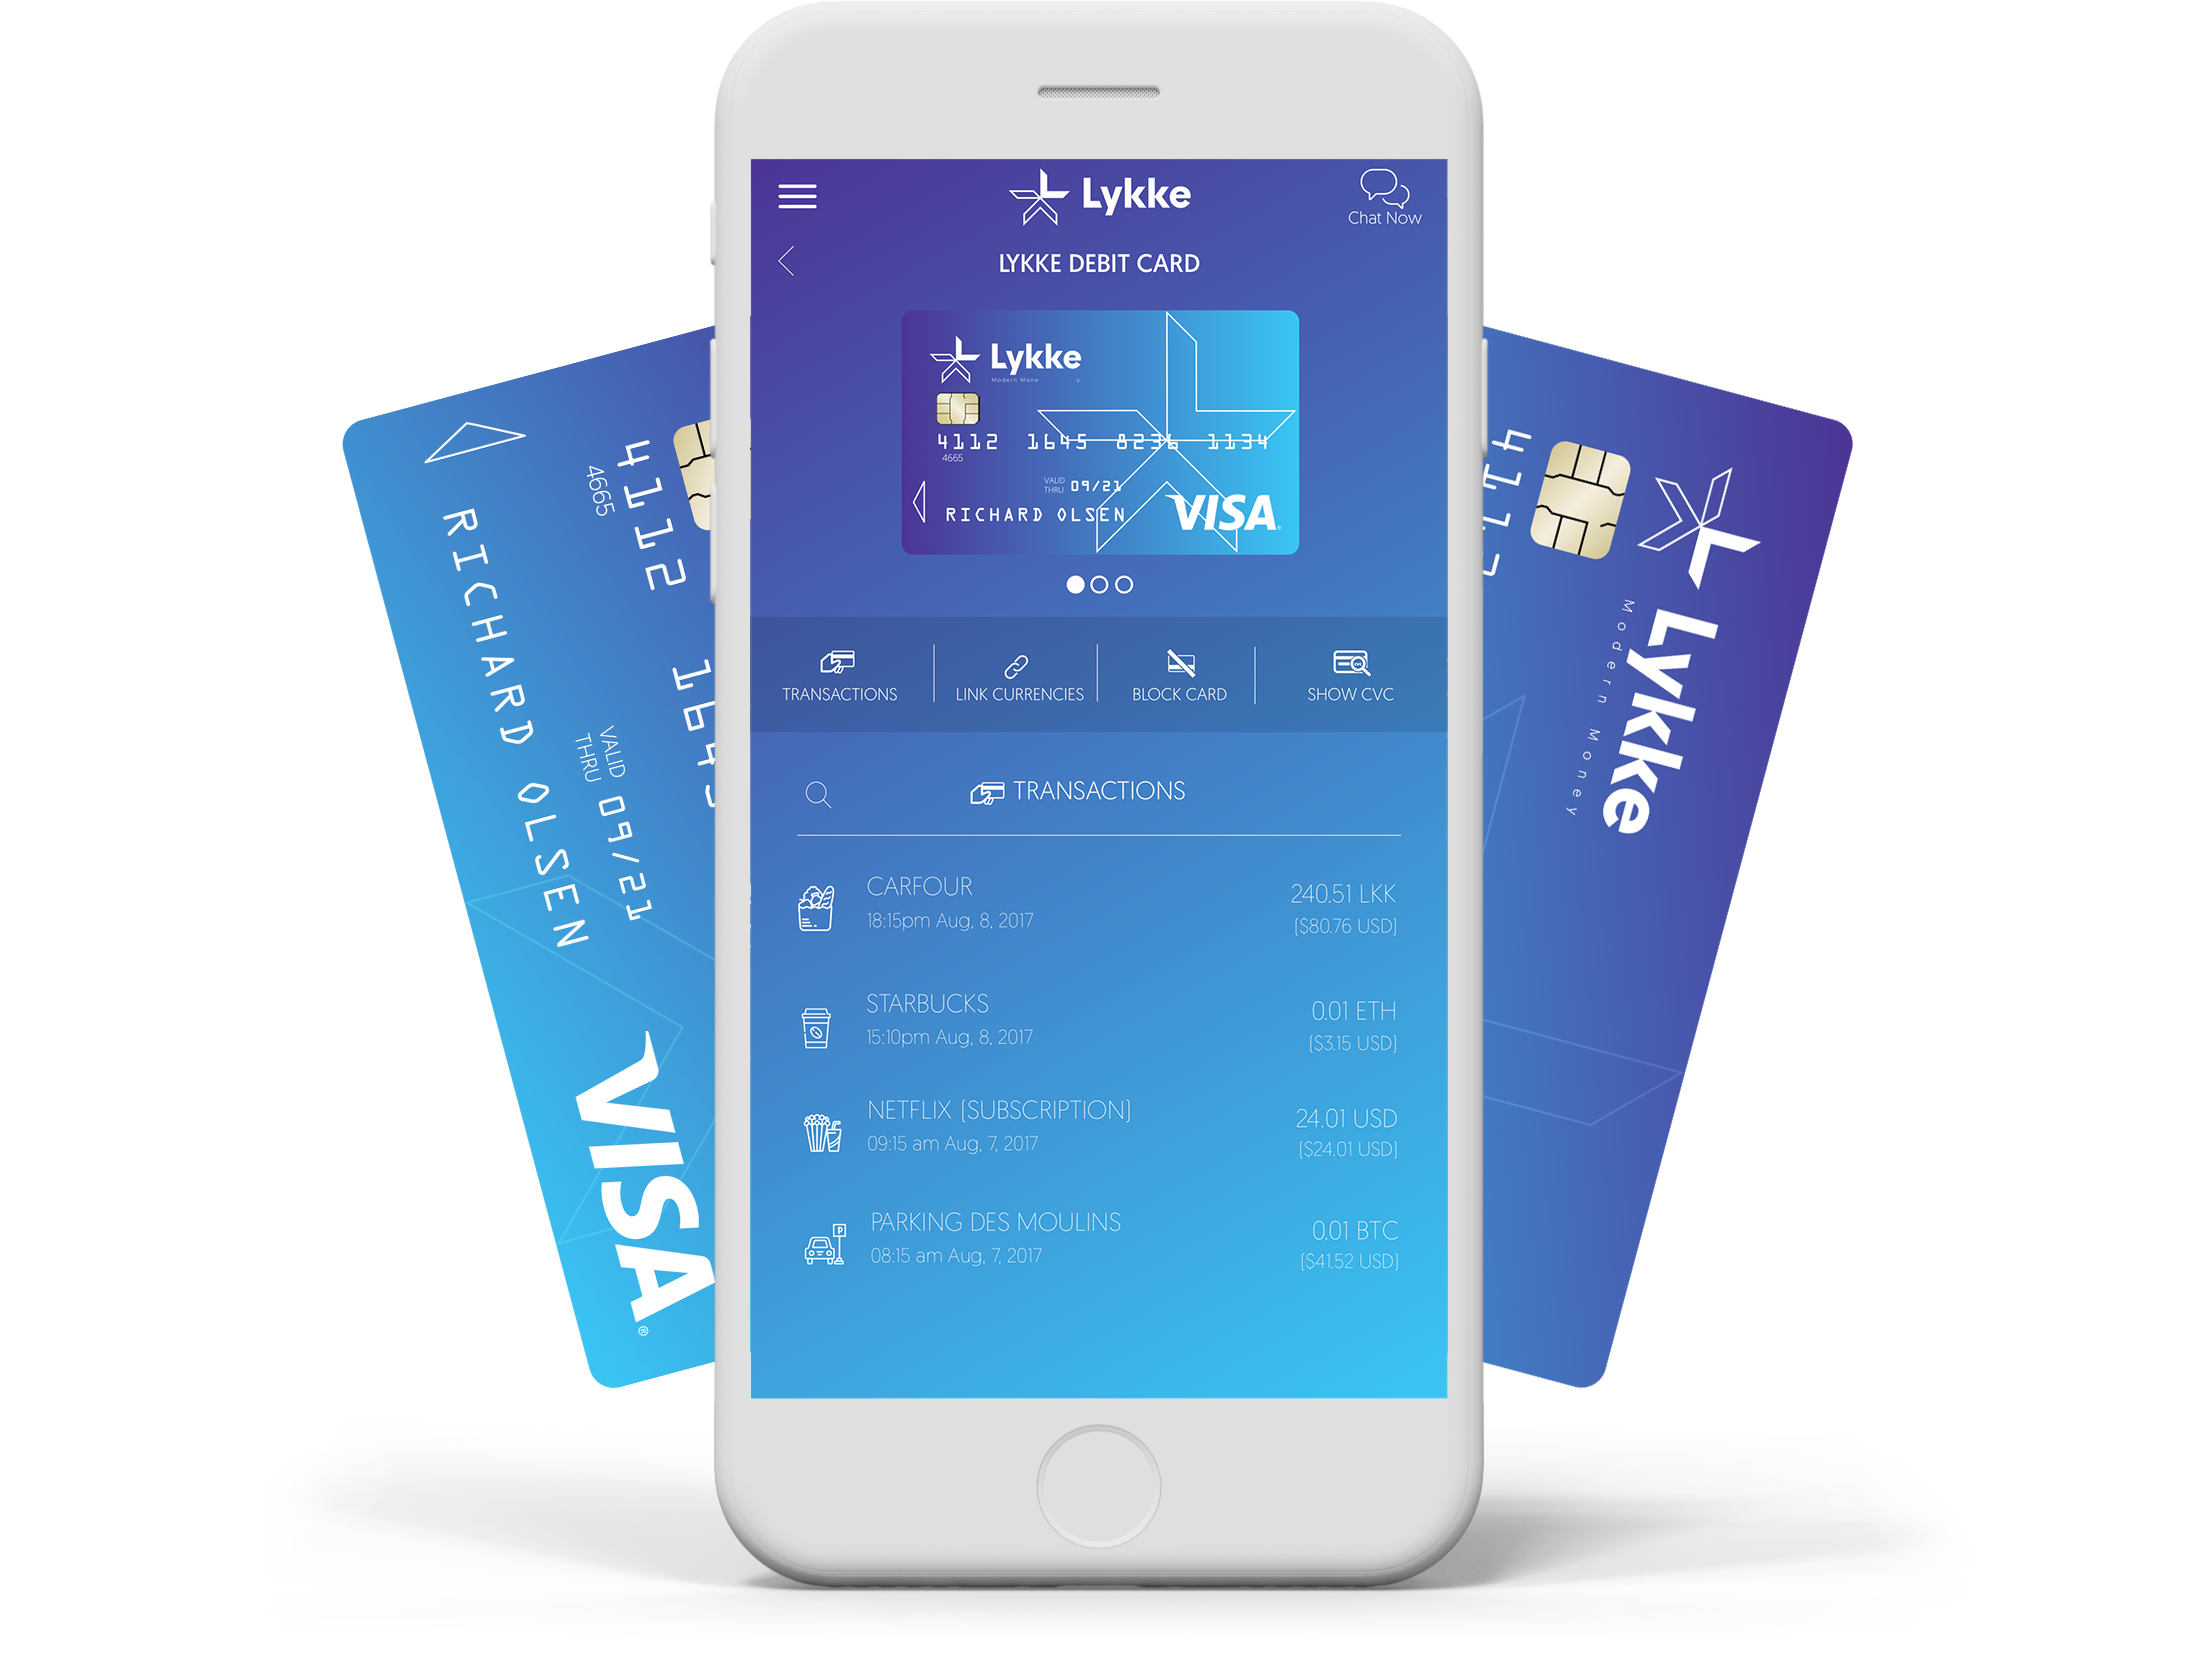 Lykke
Chat Now
LYKKE DEBIT CARD
Lykke
Modern Mone y
4112 1645 8236 1134
4665
VALID THRU 09/21
RICHARD OLSEN
VISA
TRANSACTIONS
LINK CURRENCIES
BLOCK CARD
SHOW CVC
TRANSACTIONS
CARFOUR
240.51 LKK
18:15pm Aug, 8, 2017
($80.76 USD)
STARBUCKS
0.01 ETH
15:10pm Aug, 8, 2017
($3.15 USD)
NETFLIX (SUBSCRIPTION)
24.01 USD
09:15 am Aug, 7, 2017
($24.01 USD)
PARKING DES MOULINS
0.01 BTC
08:15 am Aug, 7, 2017
($41.52 USD)
4112 1645
4665
VALID THRU 09/21
RICHARD OLSEN
VISA®
4112
Lykke
Modern Money